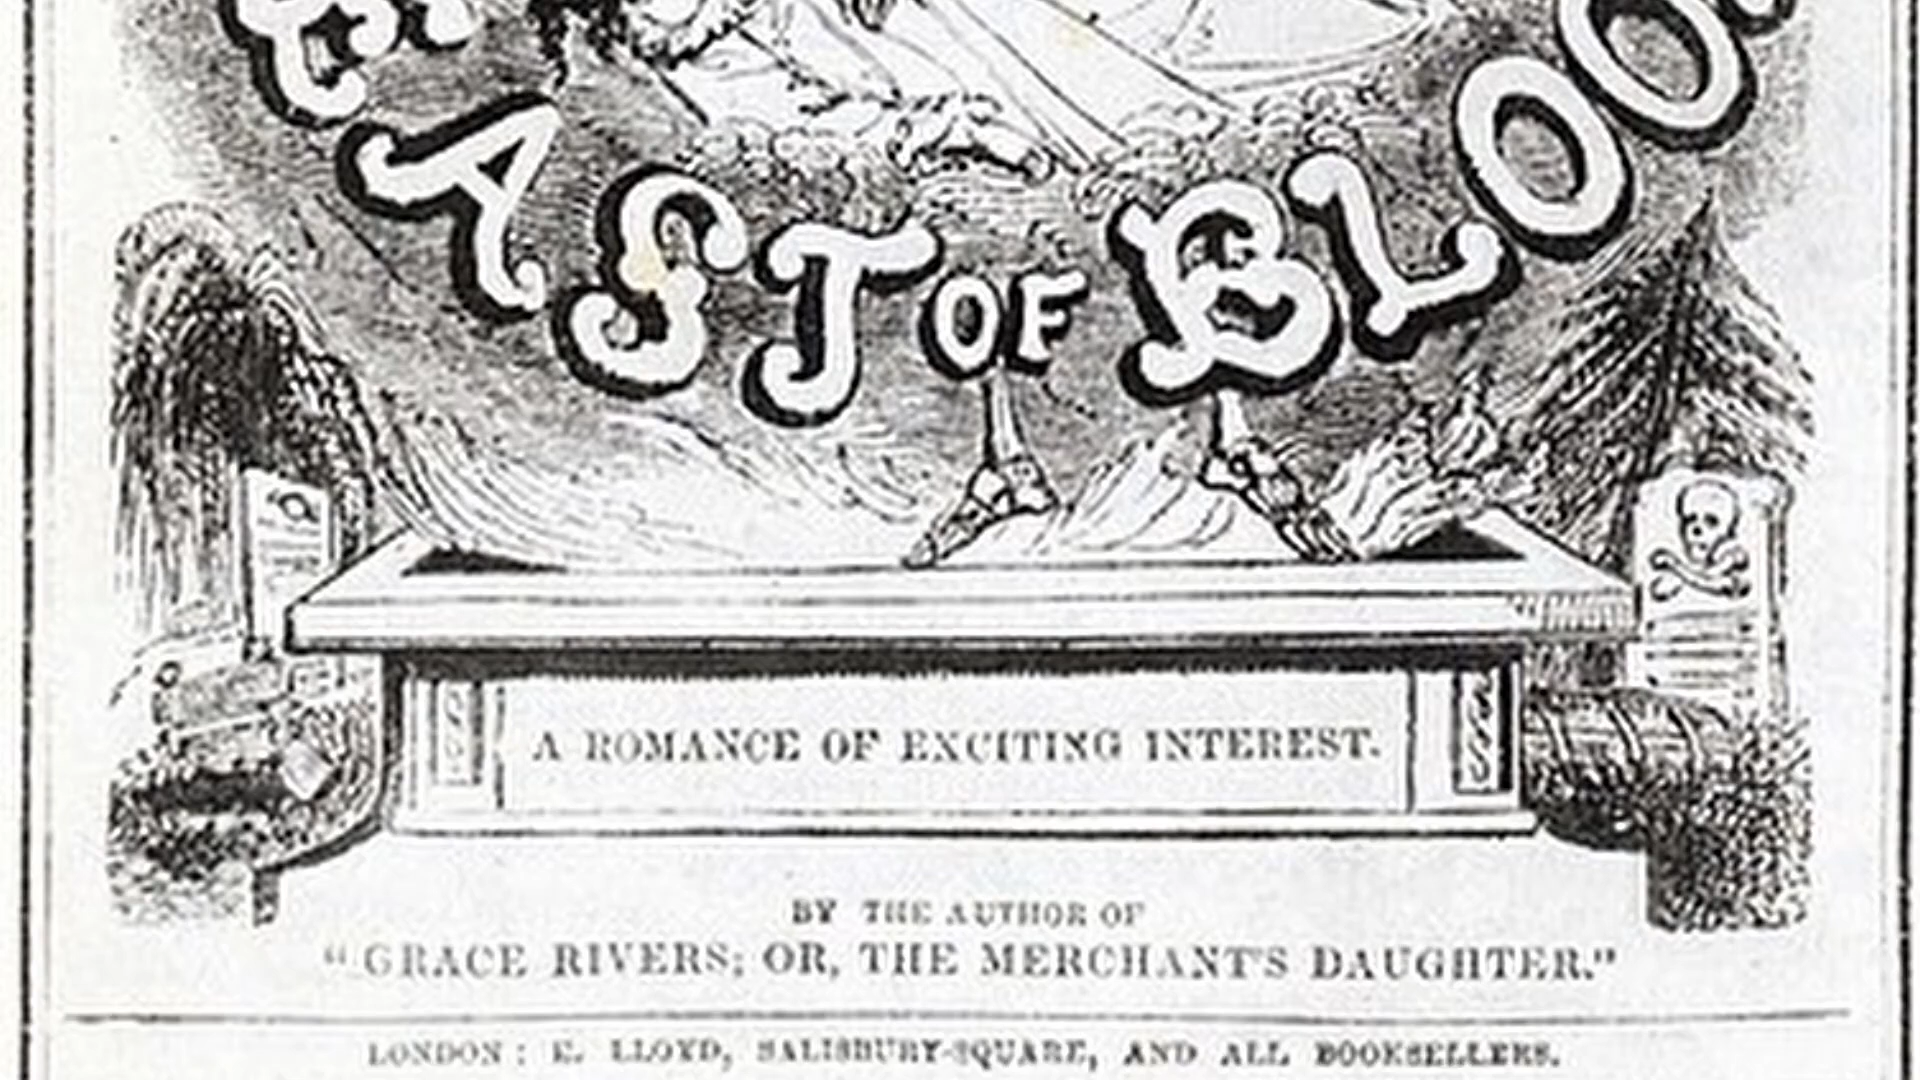 EAST OF BLOO
A ROMANCE OF EXCITING INTEREST.
BY THE AUTHOR OF
"GRACE RIVERS; OR, THE MERCHANT'S DAUGHTER."
LONDON: E. LLOYD, SALISBURY-SQUARE, AND ALL BOOKSELLERS.